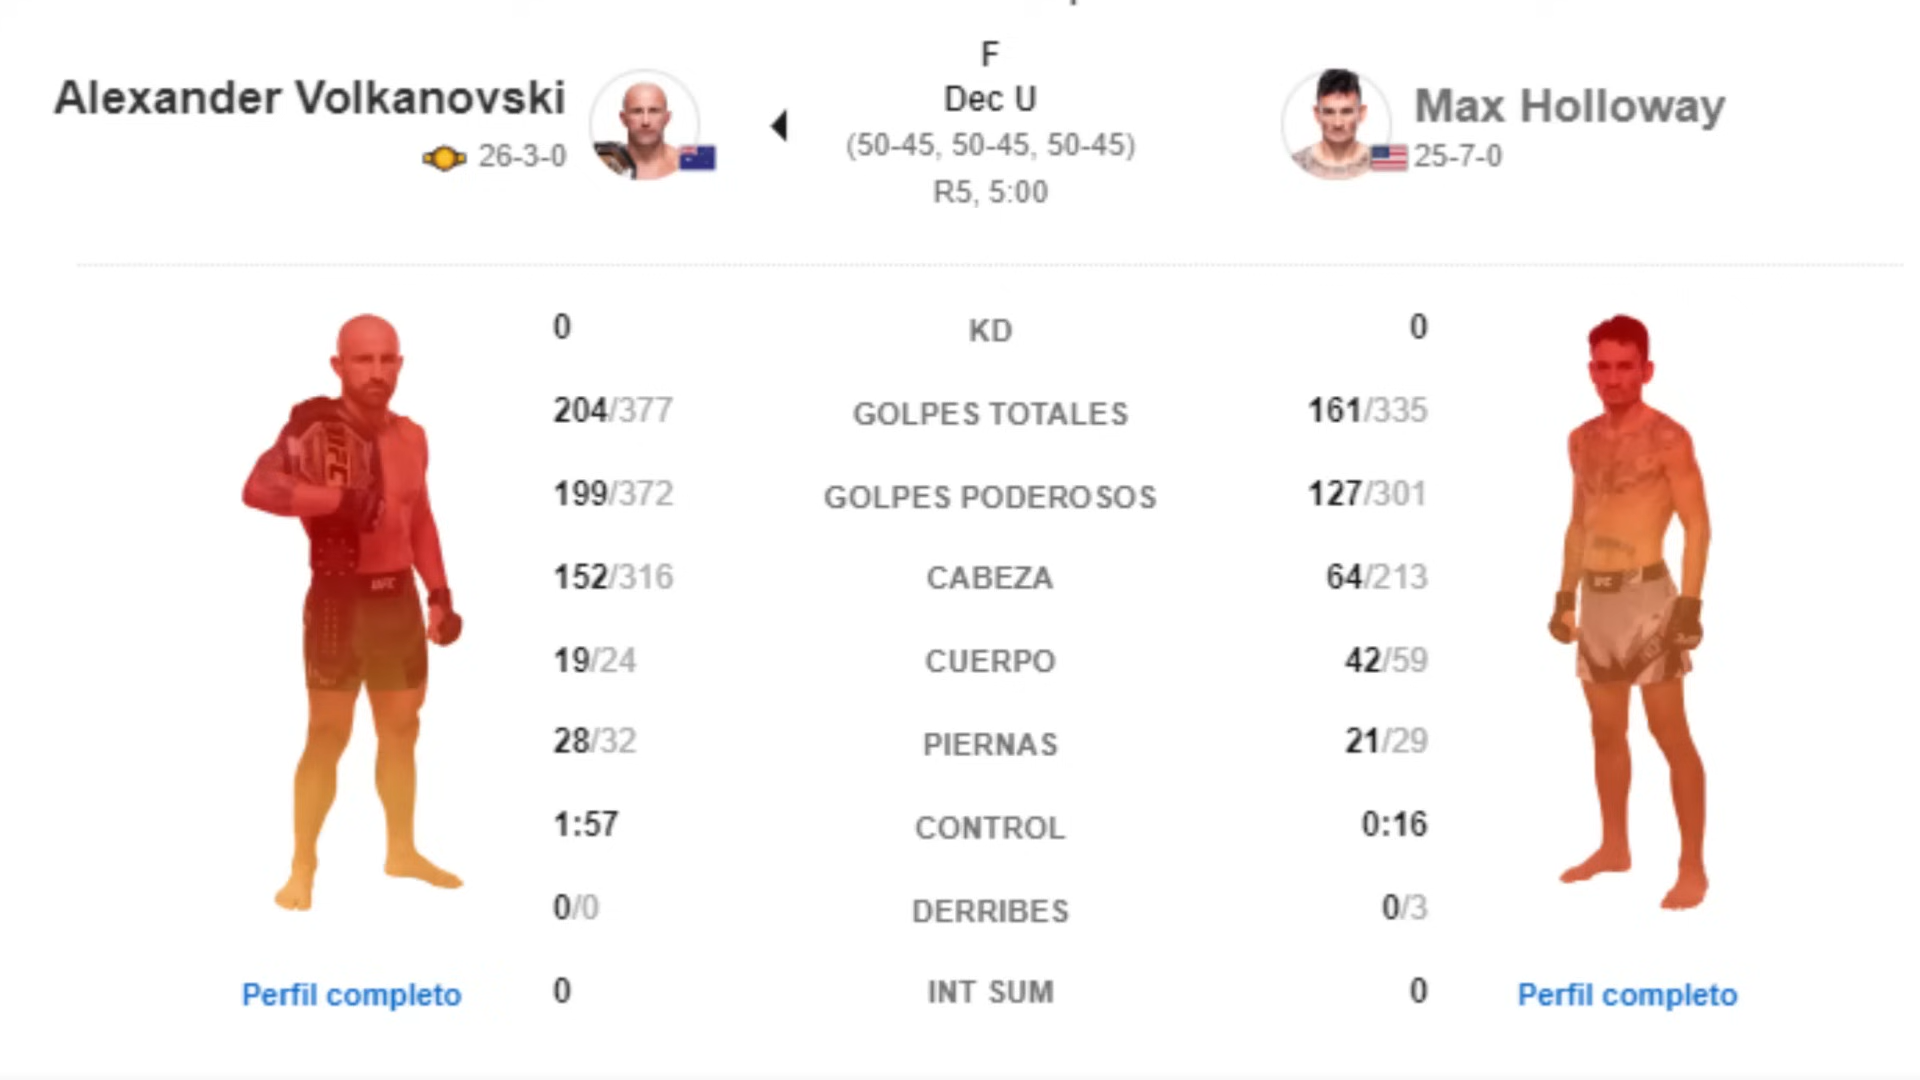 Alexander Volkanovski
26-3-0
F
Dec U
(50-45, 50-45, 50-45)
R5, 5:00
Max Holloway
25-7-0
0 KD 0
204/377 GOLPES TOTALES 161/335
199/372 GOLPES PODEROSOS 127/301
152/316 CABEZA 64/213
19/24 CUERPO 42/59
28/32 PIERNAS 21/29
1:57 CONTROL 0:16
0/0 DERRIBES 0/3
0 INT SUM 0
Perfil completo
Perfil completo